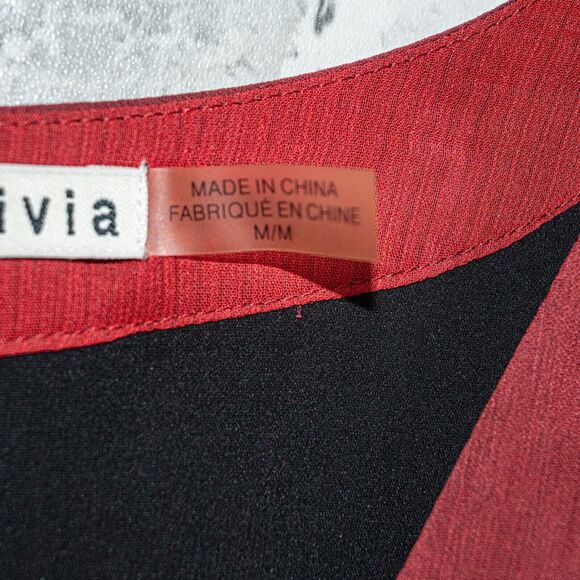 ivia
MADE IN CHINA
FABRIQUÉ EN CHINE
M/M